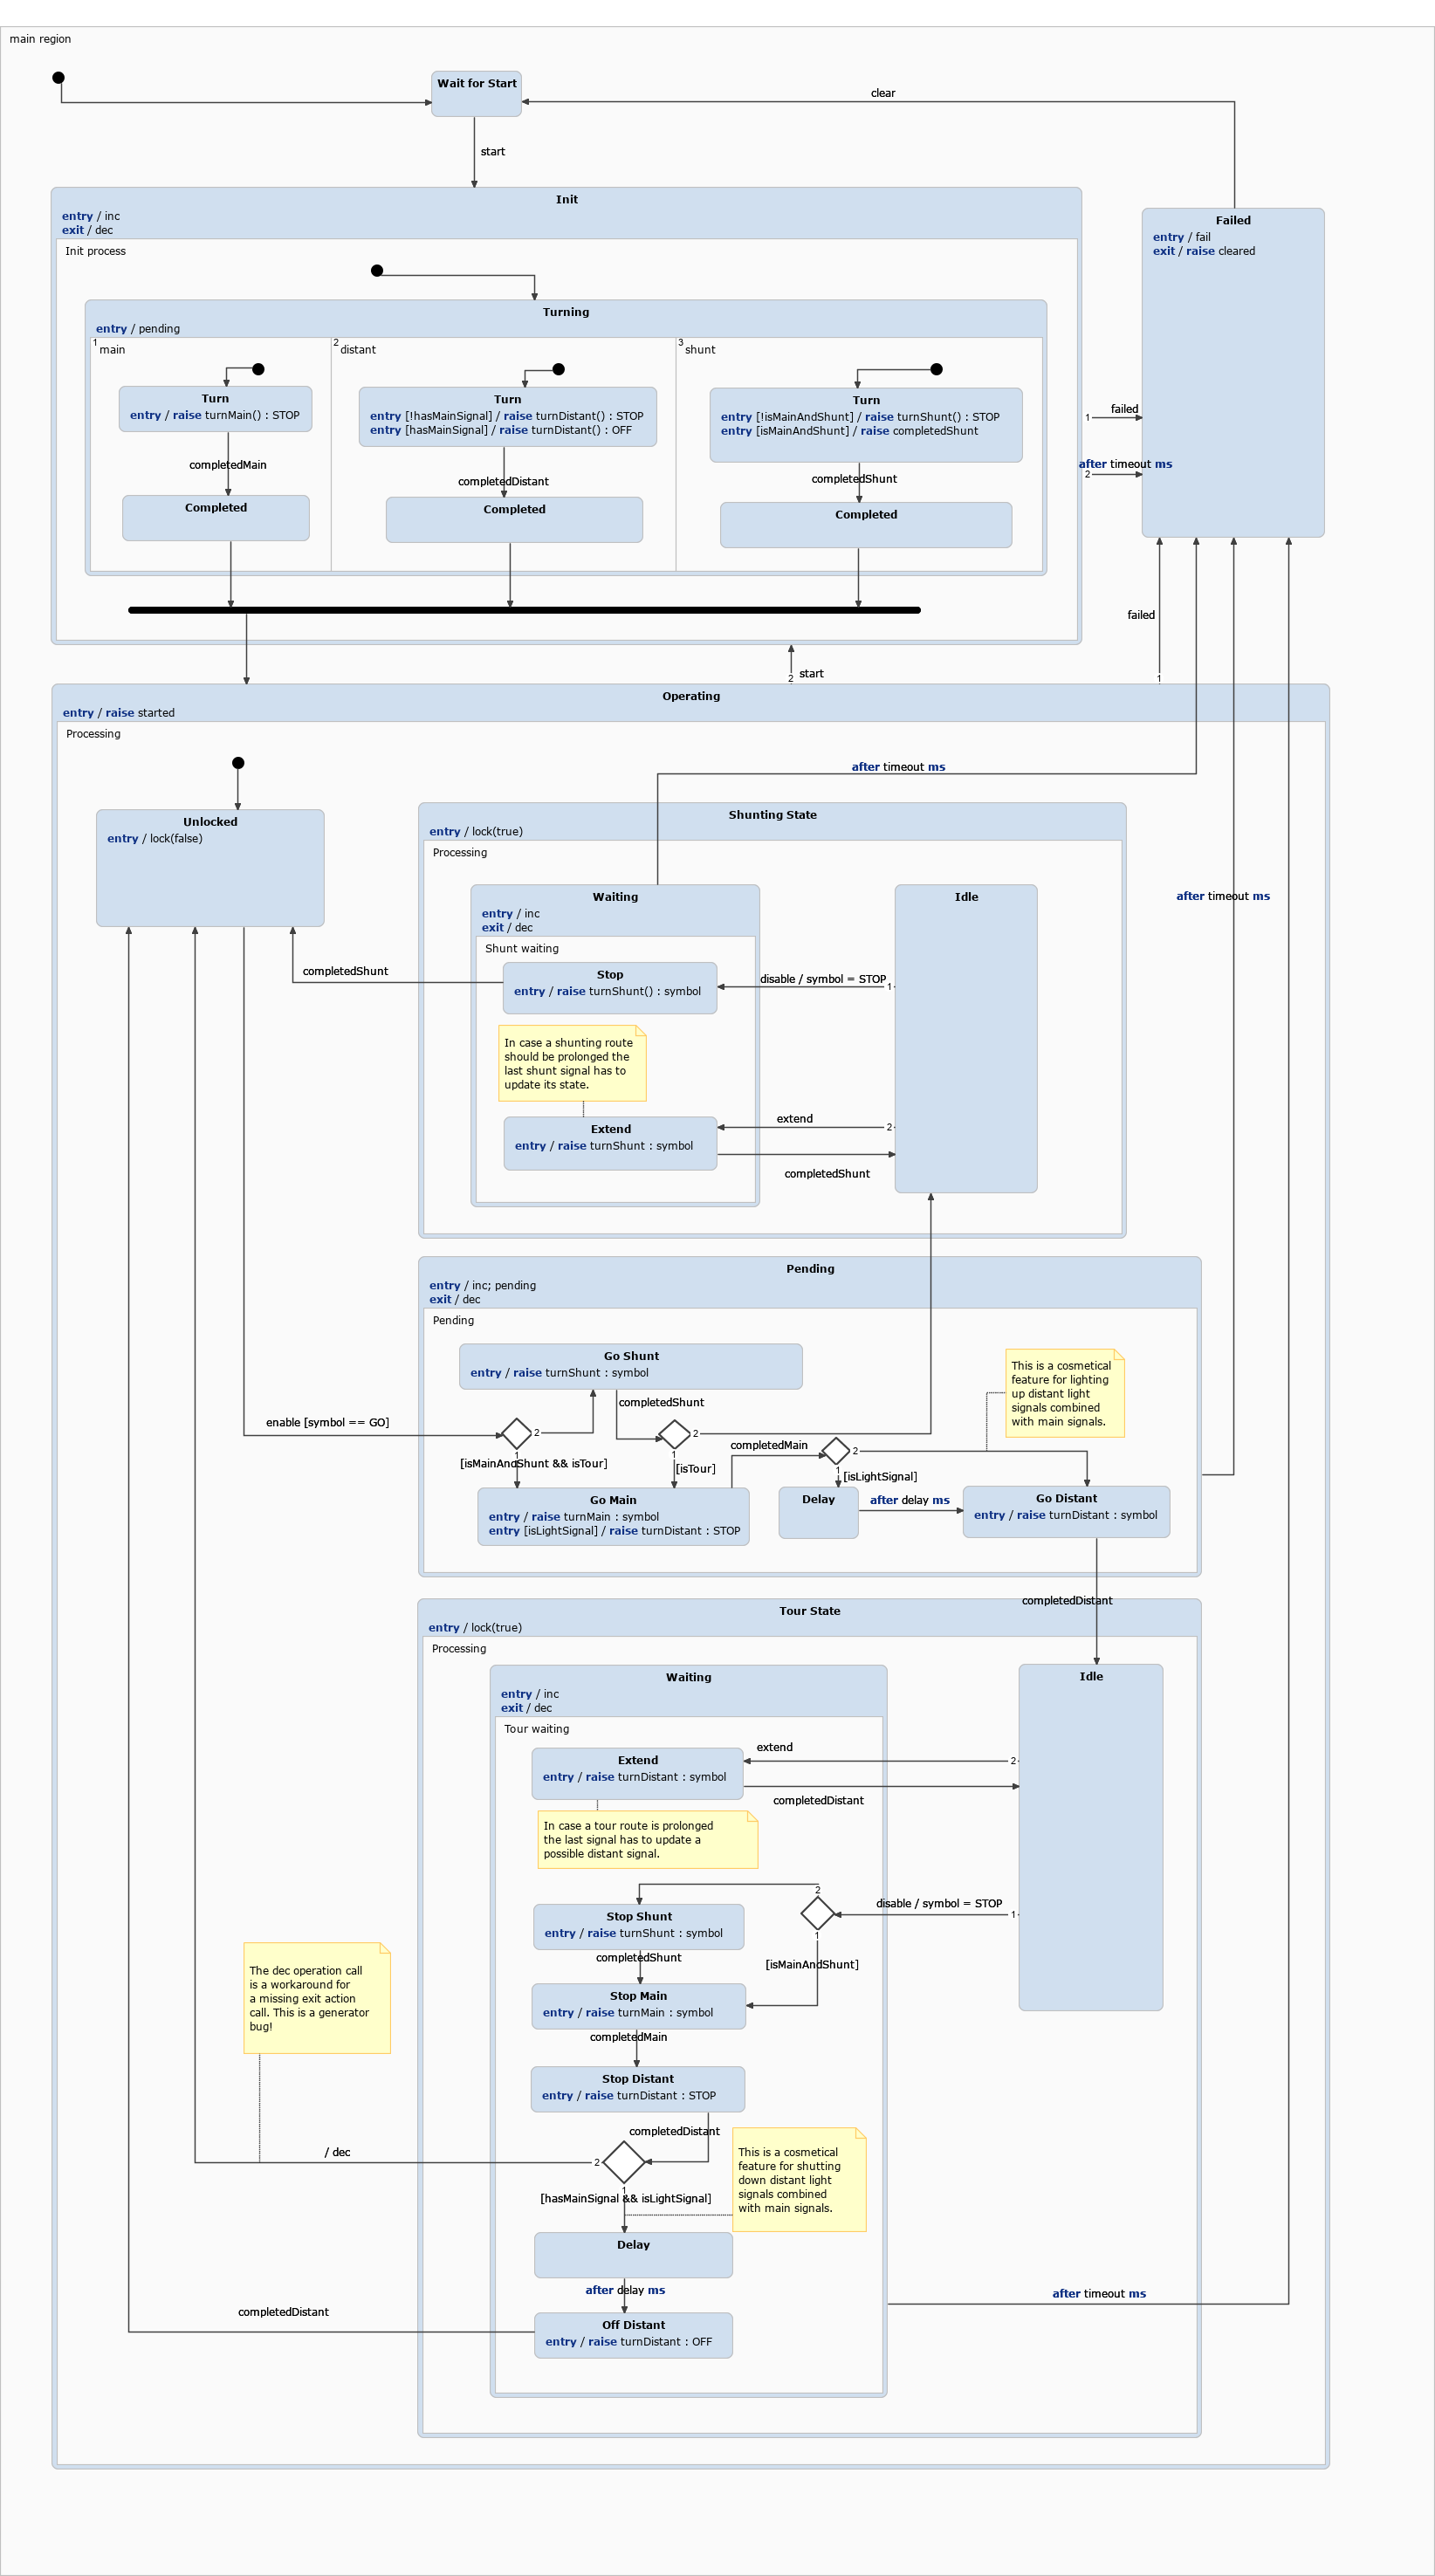 main region
Wait for Start
clear
start
Init
entry / inc
exit / dec
Init process
Failed
entry / fail
exit / raise cleared
Turning
entry / pending
1
main
2
distant
3
shunt
Turn
entry / raise turnMain() : STOP
Turn
entry [!hasMainSignal] / raise turnDistant() : STOP
entry [hasMainSignal] / raise turnDistant() : OFF
Turn
entry [!isMainAndShunt] / raise turnShunt() : STOP
entry [isMainAndShunt] / raise completedShunt
1
failed
completedMain
completedDistant
completedShunt
after timeout ms
2
Completed
Completed
Completed
failed
start
2
1
Operating
entry / raise started
Processing
after timeout ms
Unlocked
entry / lock(false)
Shunting State
entry / lock(true)
Processing
Waiting
entry / inc
exit / dec
Shunt waiting
Idle
after timeout ms
Stop
entry / raise turnShunt() : symbol
completedShunt
disable / symbol = STOP
1
In case a shunting route
should be prolonged the
last shunt signal has to
update its state.
Extend
entry / raise turnShunt : symbol
extend
2
completedShunt
Pending
entry / inc; pending
exit / dec
Pending
Go Shunt
entry / raise turnShunt : symbol
This is a cosmetical
feature for lighting
up distant light
signals combined
with main signals.
completedShunt
enable [symbol == GO]
2
1
[isMainAndShunt && isTour]
2
1
[isTour]
completedMain
2
1
[isLightSignal]
Go Main
entry / raise turnMain : symbol
entry [isLightSignal] / raise turnDistant : STOP
Delay
after delay ms
Go Distant
entry / raise turnDistant : symbol
completedDistant
Tour State
entry / lock(true)
Processing
Waiting
entry / inc
exit / dec
Tour waiting
Idle
Extend
entry / raise turnDistant : symbol
extend
2
completedDistant
In case a tour route is prolonged
the last signal has to update a
possible distant signal.
2
disable / symbol = STOP
1
1
[isMainAndShunt]
Stop Shunt
entry / raise turnShunt : symbol
completedShunt
Stop Main
entry / raise turnMain : symbol
completedMain
The dec operation call
is a workaround for
a missing exit action
call. This is a generator
bug!
Stop Distant
entry / raise turnDistant : STOP
completedDistant
/ dec
2
1
[hasMainSignal && isLightSignal]
This is a cosmetical
feature for shutting
down distant light
signals combined
with main signals.
Delay
after delay ms
after timeout ms
completedDistant
Off Distant
entry / raise turnDistant : OFF